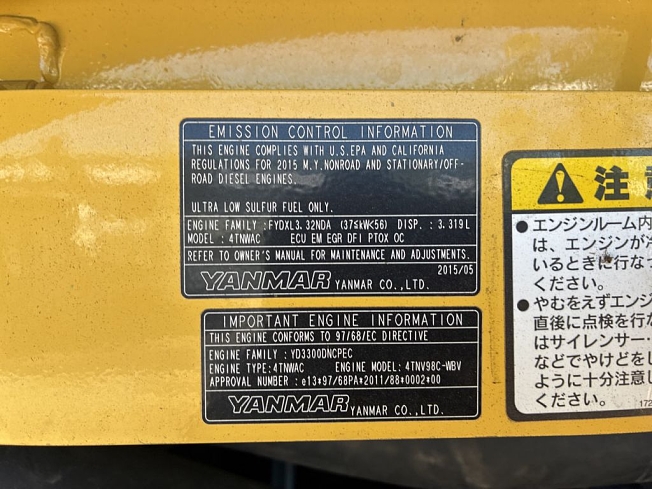 EMISSION CONTROL INFORMATION
THIS ENGINE COMPLIES WITH U.S.EPA AND CALIFORNIA
REGULATIONS FOR 2015 M.Y.NONROAD AND STATIONARY/OFF-
ROAD DIESEL ENGINES.
ULTRA LOW SULFUR FUEL ONLY.
ENGINE FAMILY :FYDXL3.32NDA (37≤kW<56) DISP. : 3.319L
MODEL : 4TNWAC ECU EM EGR DFI PTOX OC
REFER TO OWNER'S MANUAL FOR MAINTENANCE AND ADJUSTMENTS.
2015/05
YANMAR YANMAR CO.,LTD.
IMPORTANT ENGINE INFORMATION
THIS ENGINE CONFORMS TO 97/68/EC DIRECTIVE
ENGINE FAMILY : YD3300DNCPEC
ENGINE TYPE:4TNWAC ENGINE MODEL: 4TNV98C-WBV
APPROVAL NUMBER : e13*97/68PA*2011/88*0002*00
YANMAR YANMAR CO.,LTD.
注意
●エンジンルーム内
は、エンジンが冷
いるときに行なっ
ください。
●やむをえずエンジ
直後に点検を行な
はサイレンサー・
などでやけどをし
ように十分注意し
ください。
172